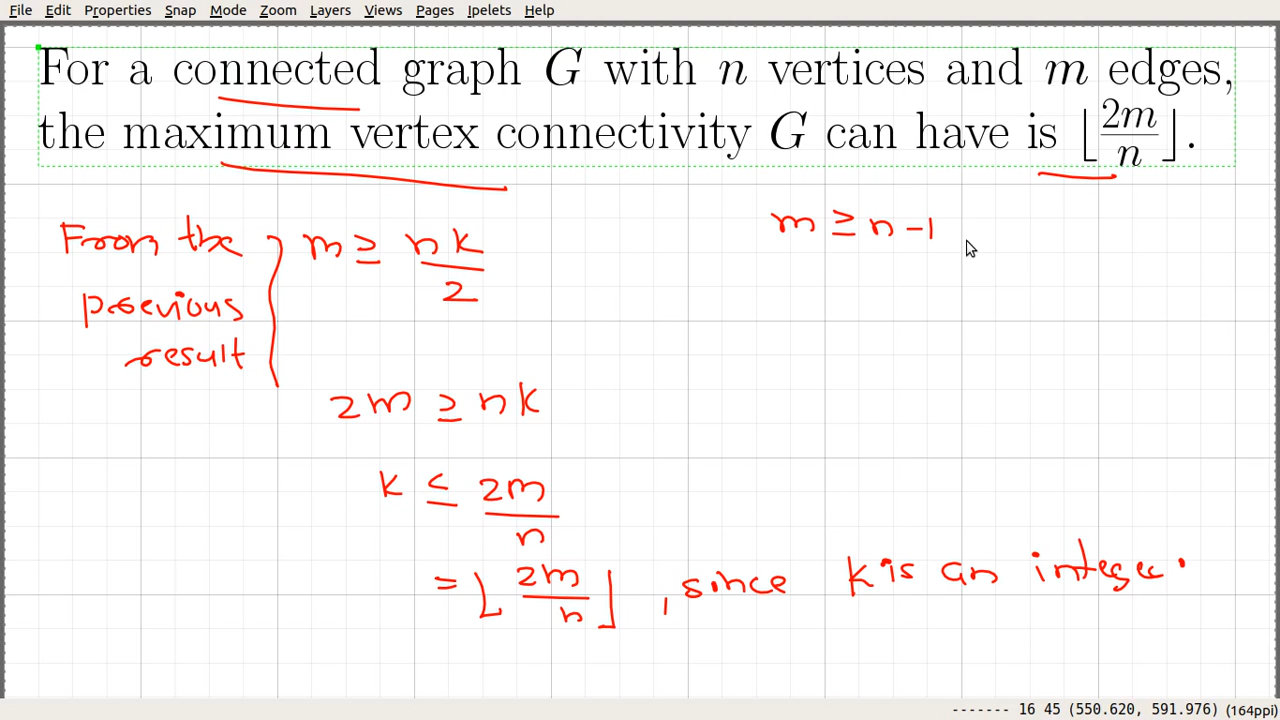 File Edit Properties Snap Mode Zoom Layers Views Pages Ipelets Help
For a connected graph G with n vertices and m edges,
the maximum vertex connectivity G can have is ⌊2m/n⌋.
From the
previous
result
m ≥ nk/2
m ≥ n-1
2m ≥ nk
k ≤ 2m/n
= ⌊2m/n⌋, since k is an integer.
------- 16 45 (550.620, 591.976) (164ppi)